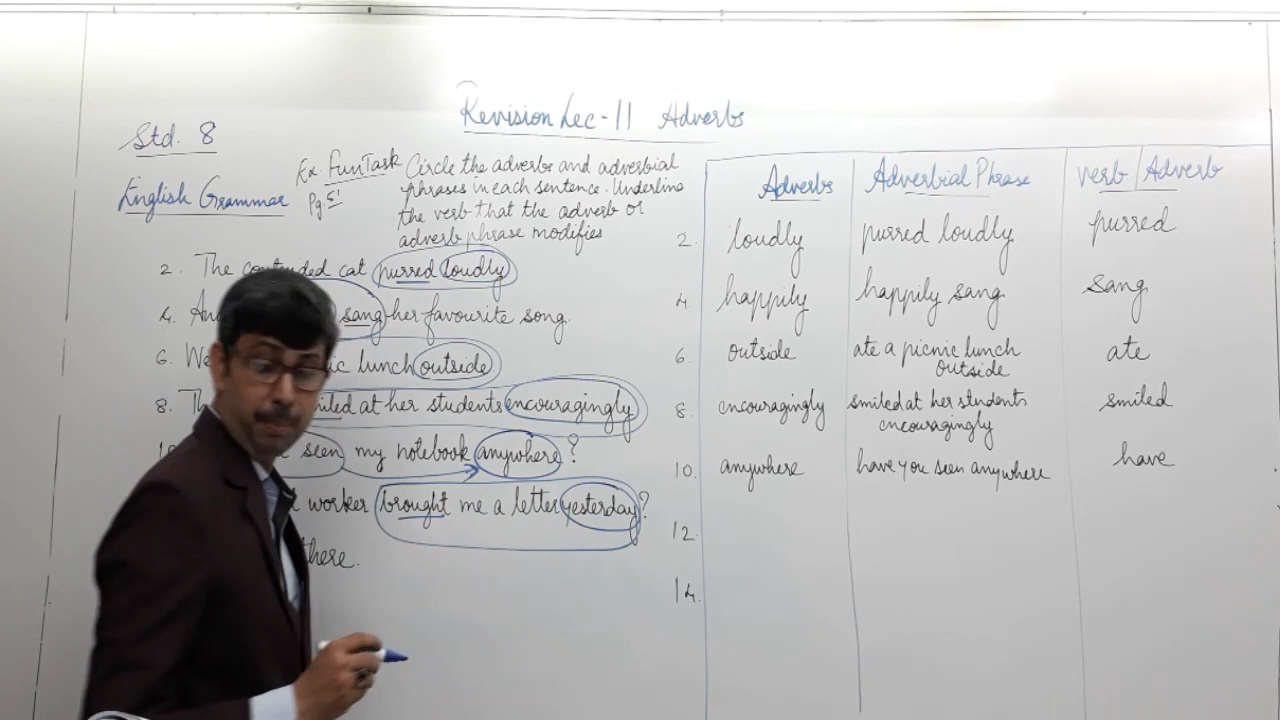 Revision Lec-11 Adverbs
Std. 8
English Grammar
Ex Fun Task
Circle the adverbs and adverbial
phrases in each sentence. Underline
the verb that the adverb or
adverb phrase modifies
2. The cat purred loudly
4. sang her favourite song.
6. We lunch outside
8. at her students encouragingly
10. seen my notebook anywhere?
worker brought me a letter yesterday?
there.
Adverbs Adverbial Phrase verb/Adverb
2. loudly purred loudly purred
4. happily happily sang sang
6. outside ate a picnic lunch outside ate
8. encouragingly smiled at her students encouragingly smiled
10. anywhere have you seen anywhere have
12.
14.